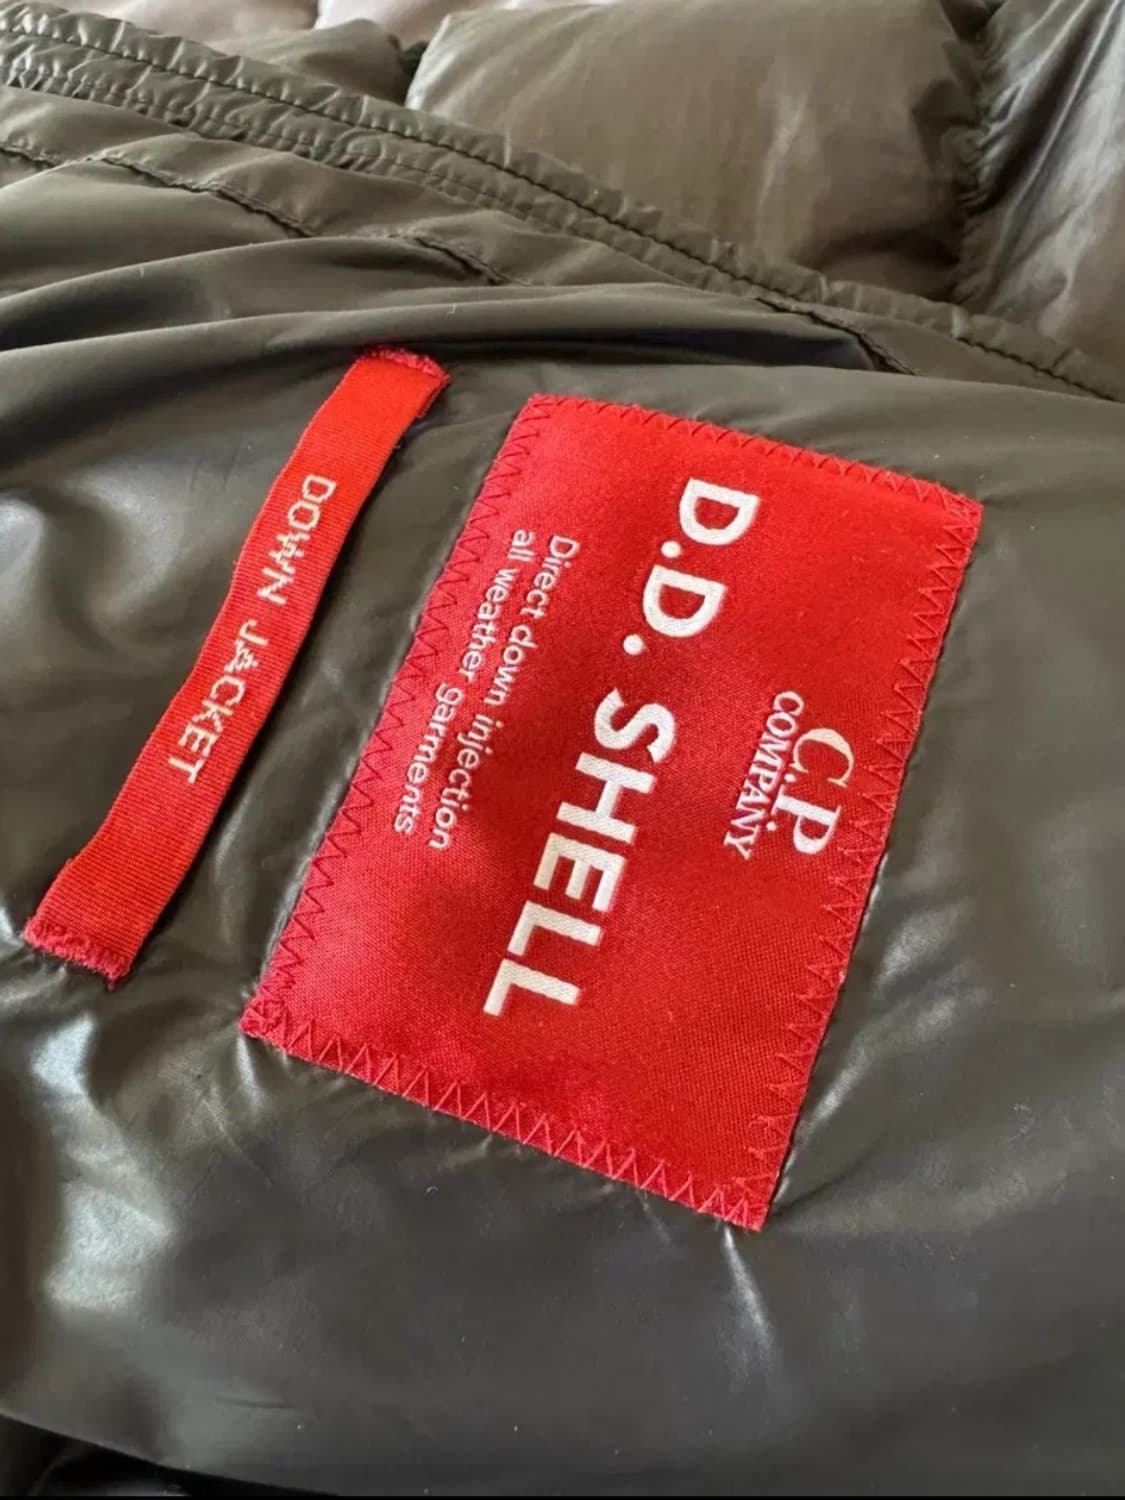 C.P.
COMPANY
D.D. SHELL
Direct down injection
all weather garments
DOWN JACKET